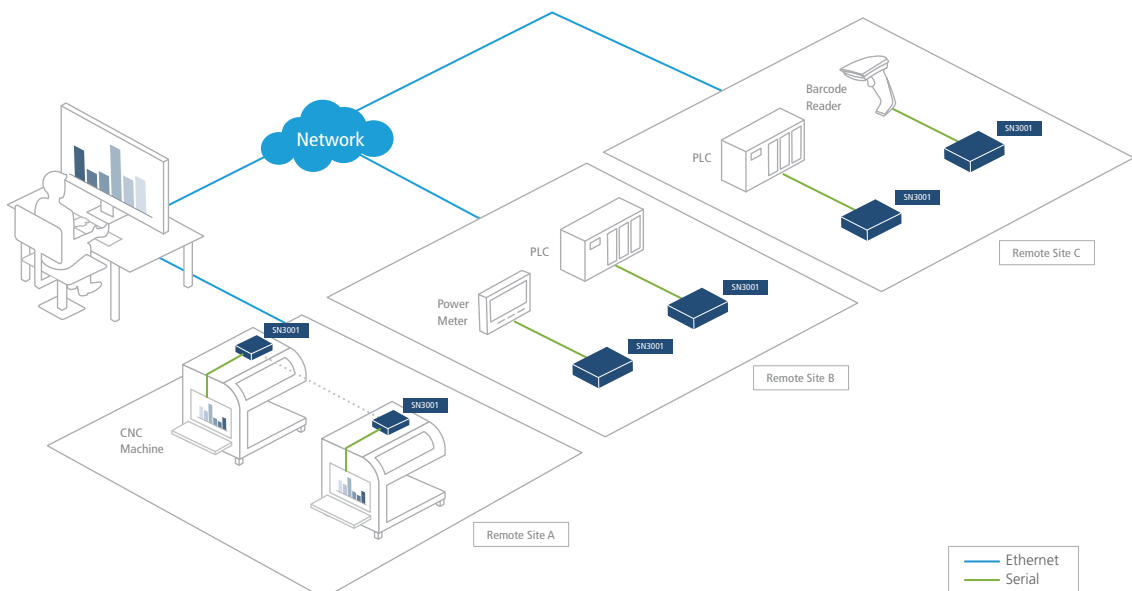 Network
Barcode
Reader
SN3001
PLC
SN3001
Remote Site C
PLC
SN3001
Power
Meter
SN3001
Remote Site B
SN3001
SN3001
CNC
Machine
Remote Site A
Ethernet
Serial